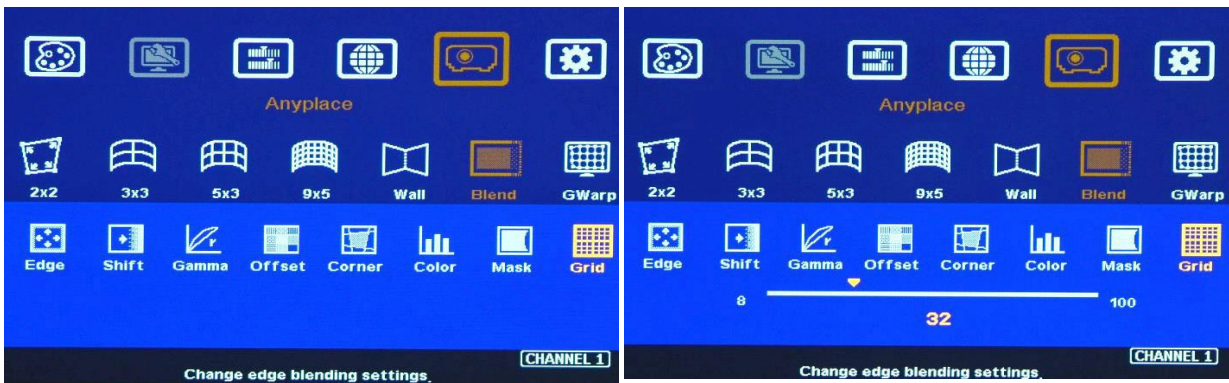 Anyplace
2x2 3x3 5x3 9x5 Wall Blend GWarp
Edge Shift Gamma Offset Corner Color Mask Grid
CHANNEL 1
Change edge blending settings.
Anyplace
2x2 3x3 5x3 9x5 Wall Blend GWarp
Edge Shift Gamma Offset Corner Color Mask Grid
8 100
32
CHANNEL 1
Change edge blending settings.